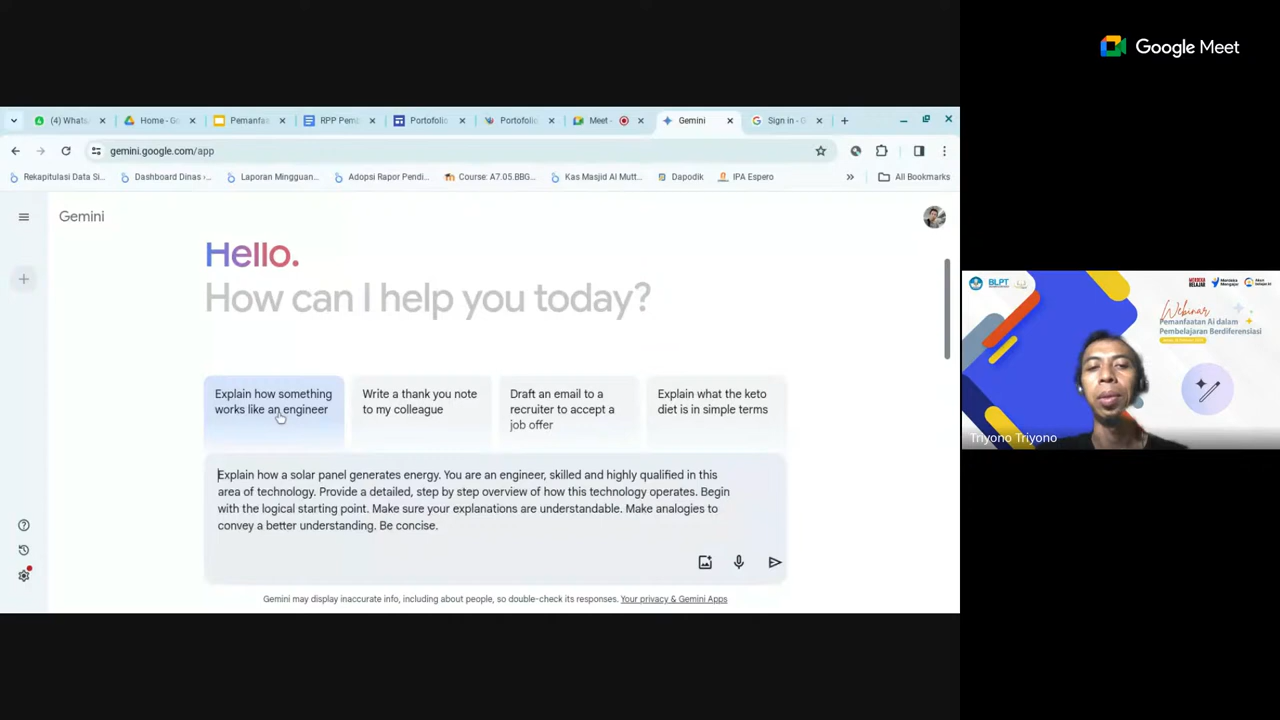 Google Meet
(4) Whats
Home - Go
Pemanfaa
RPP Pemb
Portofolio
Portofolio
Meet -
Gemini
Sign in - G
gemini.google.com/app
Rekapitulasi Data Si...
Dashboard Dinas ›...
Laporan Mingguan...
Adopsi Rapor Pendi...
Course: A7.05.BBG...
Kas Masjid Al Mutt...
Dapodik
IPA Espero
All Bookmarks
Gemini
Hello.
How can I help you today?
Explain how something
works like an engineer
Write a thank you note
to my colleague
Draft an email to a
recruiter to accept a
job offer
Explain what the keto
diet is in simple terms
Explain how a solar panel generates energy. You are an engineer, skilled and highly qualified in this
area of technology. Provide a detailed, step by step overview of how this technology operates. Begin
with the logical starting point. Make sure your explanations are understandable. Make analogies to
convey a better understanding. Be concise.
Gemini may display inaccurate info, including about people, so double-check its responses. Your privacy & Gemini Apps
BLPT
Webinar
Pemanfaatan Ai dalam
Pembelajaran Berdiferensiasi
Triyono Triyono